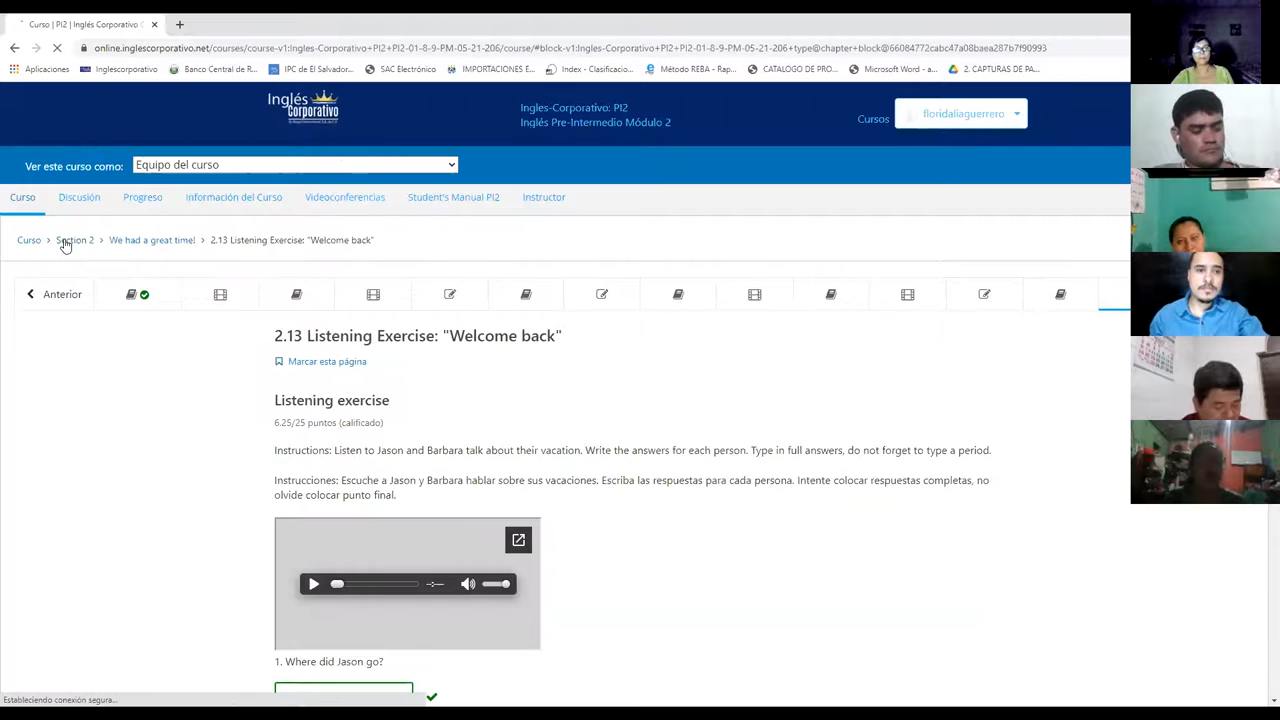 Curso | PI2 | Inglés Corporativo
online.inglescorporativo.net/courses/course-v1:Ingles-Corporativo+PI2+PI2-01-8-9-PM-05-21-206/course/#block-v1:Ingles-Corporativo+PI2+PI2-01-8-9-PM-05-21-206+type@chapter+block@66084772cabc47a08baea287b7f90993
Aplicaciones Inglescorporativo Banco Central de R... IPC de El Salvador... SAC Electrónico IMPORTACIONES E... Index - Clasificacio... Método REBA - Rap... CATALOGO DE PRO... Microsoft Word - a... 2. CAPTURAS DE PA...
Inglés
CORPORATIVO
Ingles-Corporativo: PI2
Inglés Pre-Intermedio Módulo 2
Cursos
floridaliaguerrero
Ver este curso como: Equipo del curso
Curso Discusión Progreso Información del Curso Videoconferencias Student's Manual PI2 Instructor
Curso > Section 2 > We had a great time! > 2.13 Listening Exercise: "Welcome back"
Anterior
2.13 Listening Exercise: "Welcome back"
Marcar esta página
Listening exercise
6.25/25 puntos (calificado)
Instructions: Listen to Jason and Barbara talk about their vacation. Write the answers for each person. Type in full answers, do not forget to type a period.
Instrucciones: Escuche a Jason y Barbara hablar sobre sus vacaciones. Escriba las respuestas para cada persona. Intente colocar respuestas completas, no
olvide colocar punto final.
-:--
1. Where did Jason go?
Estableciendo conexión segura...